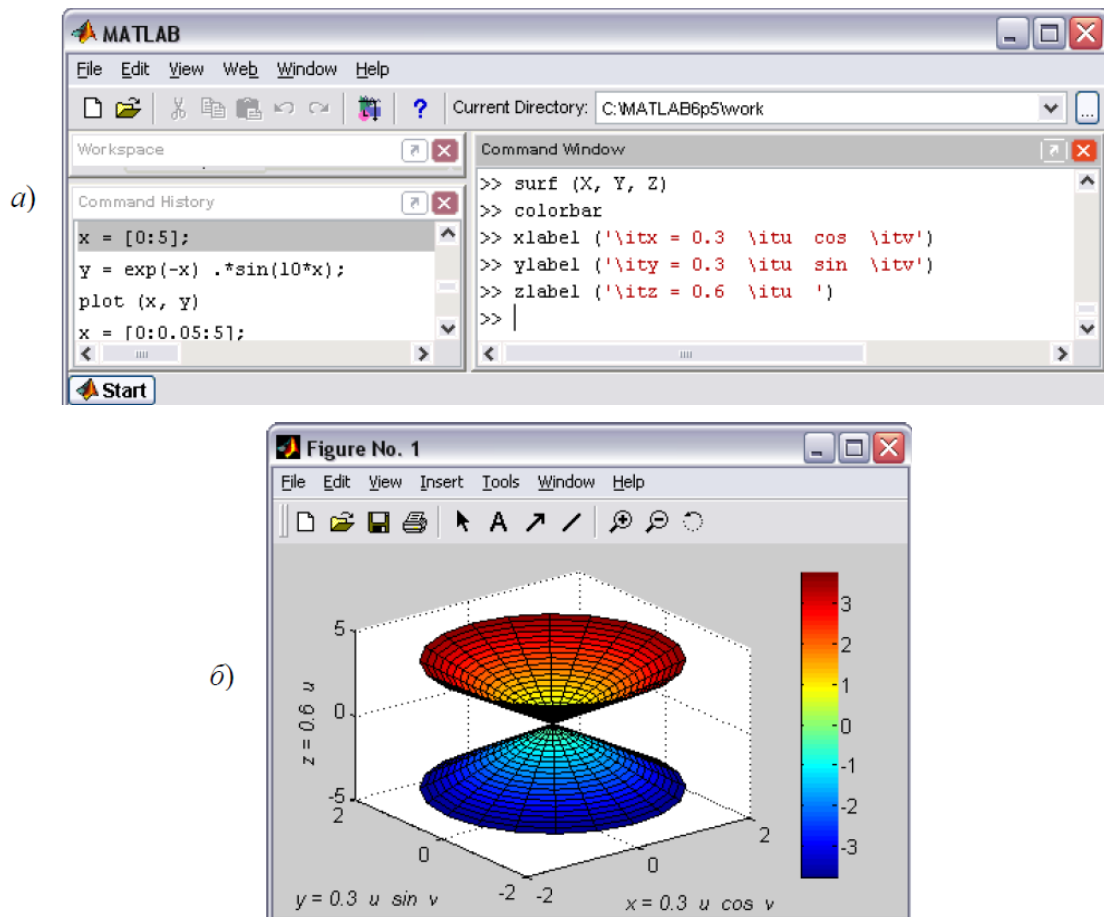 а)
MATLAB
File Edit View Web Window Help
Current Directory: C:\MATLAB6p5\work
...
Workspace
Command History
x = [0:5];
y = exp(-x) .*sin(10*x);
plot (x, y)
x = [0:0.05:5];
Command Window
>> surf (X, Y, Z)
>> colorbar
>> xlabel ('\itx = 0.3 \itu cos \itv')
>> ylabel ('\ity = 0.3 \itu sin \itv')
>> zlabel ('\itz = 0.6 \itu ')
>>
Start
б)
Figure No. 1
File Edit View Insert Tools Window Help
A
5
0
-5
z = 0.6 u
2
0
-2
y = 0.3 u sin v
-2
0
2
x = 0.3 u cos v
3
2
1
0
-1
-2
-3